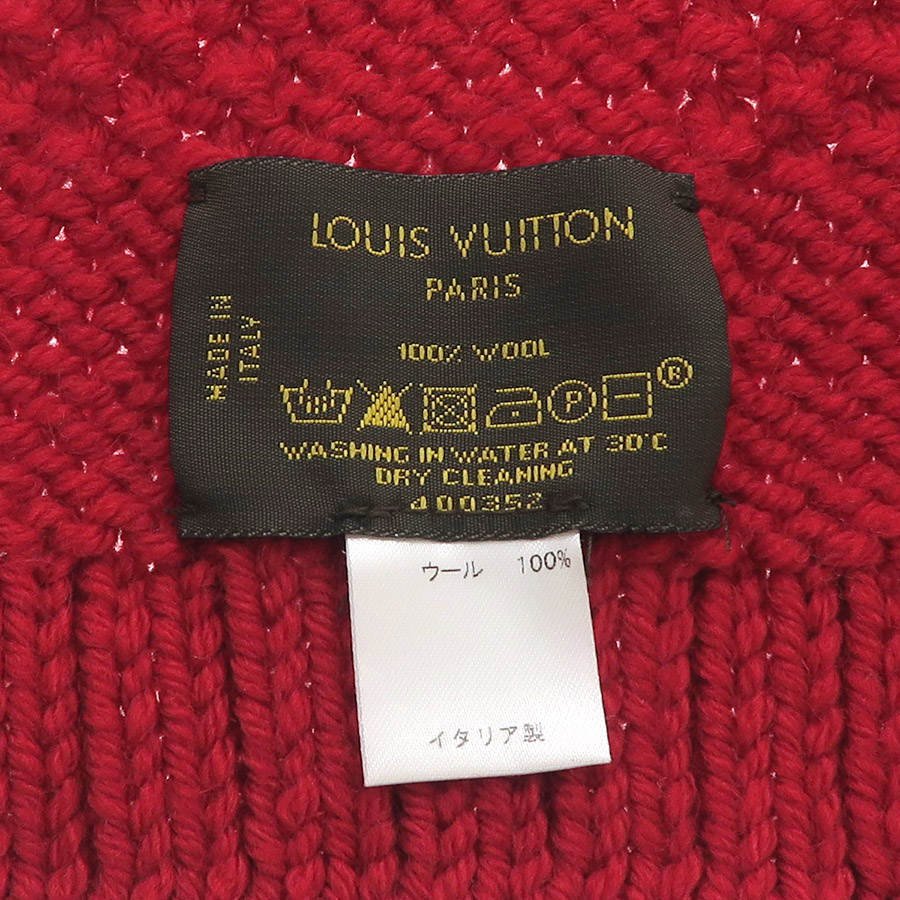 LOUIS VUITTON
PARIS
MADE IN
ITALY
100% WOOL
P
®
WASHING IN WATER AT 30°C
DRY CLEANING
J00352
ウール 100%
イタリア製